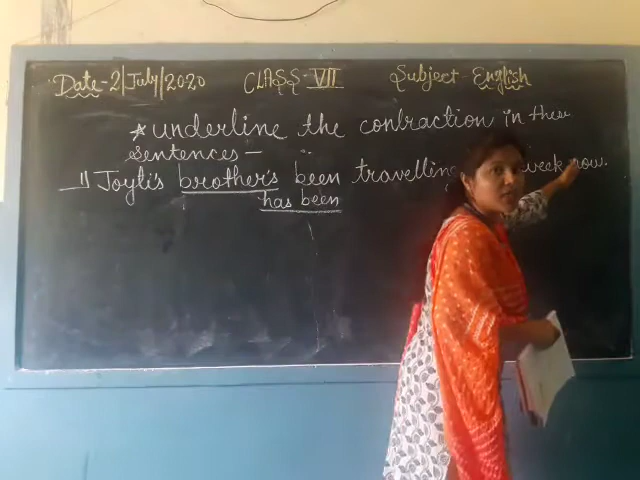 Date-2/July/2020 CLASS-VII Subject-English
* underline the contraction in these
Sentences —
1) Joyti's brother's been travelling week now.
has been